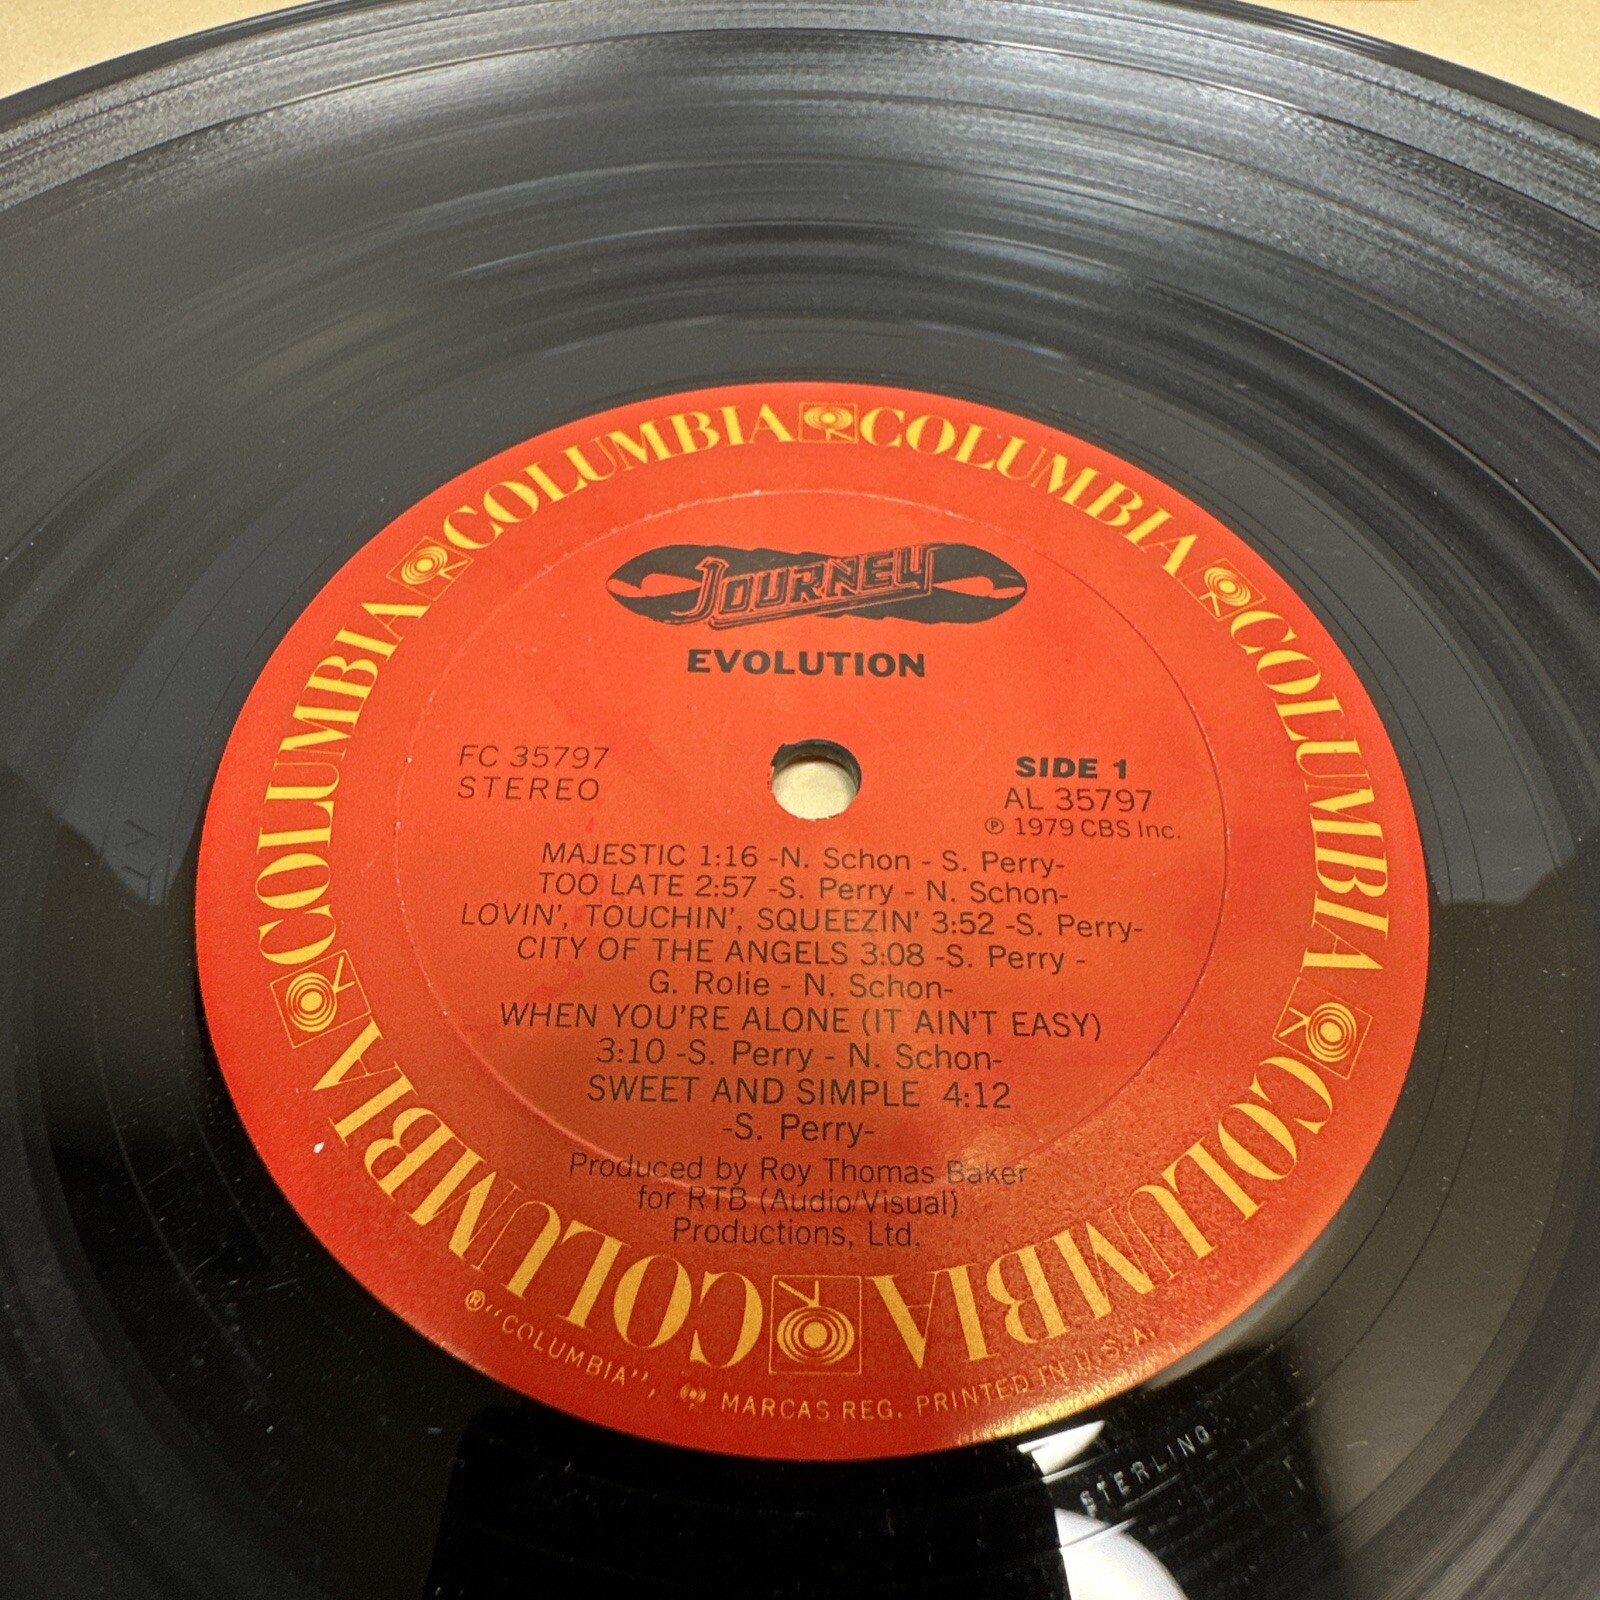 COLUMBIA COLUMBIA COLUMBIA COLUMBIA COLUMBIA COLUMBIA
JOURNEY
EVOLUTION
FC 35797
STEREO
SIDE 1
AL 35797
℗ 1979 CBS Inc.
MAJESTIC 1:16 -N. Schon - S. Perry-
TOO LATE 2:57 -S. Perry - N. Schon-
LOVIN', TOUCHIN', SQUEEZIN' 3:52 -S. Perry-
CITY OF THE ANGELS 3:08 -S. Perry -
G. Rolie - N. Schon-
WHEN YOU'RE ALONE (IT AIN'T EASY)
3:10 -S. Perry - N. Schon-
SWEET AND SIMPLE 4:12
-S. Perry-
Produced by Roy Thomas Baker
for RTB (Audio/Visual)
Productions, Ltd.
® "COLUMBIA", MARCAS REG. PRINTED IN U.S.A.
STERLING